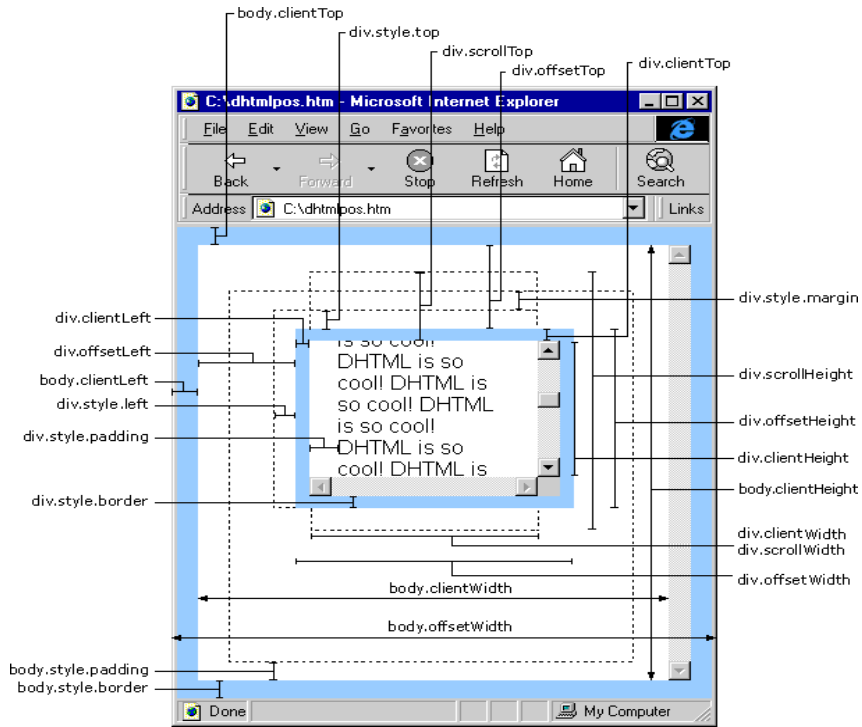 body.clientTop
div.style.top
div.scrollTop
div.offsetTop
div.clientTop
C:\dhtmlpos.htm - Microsoft Internet Explorer
File Edit View Go Favorites Help
Back Forward Stop Refresh Home Search
Address C:\dhtmlpos.htm Links
div.style.margin
div.clientLeft
is so cool!
div.offsetLeft
DHTML is so
div.scrollHeight
body.clientLeft
cool! DHTML is
div.style.left
so cool! DHTML
div.offsetHeight
is so cool!
div.style.padding
DHTML is so
div.clientHeight
cool! DHTML is
body.clientHeight
div.style.border
div.clientWidth
div.scrollWidth
div.offsetWidth
body.clientWidth
body.offsetWidth
body.style.padding
body.style.border
Done My Computer